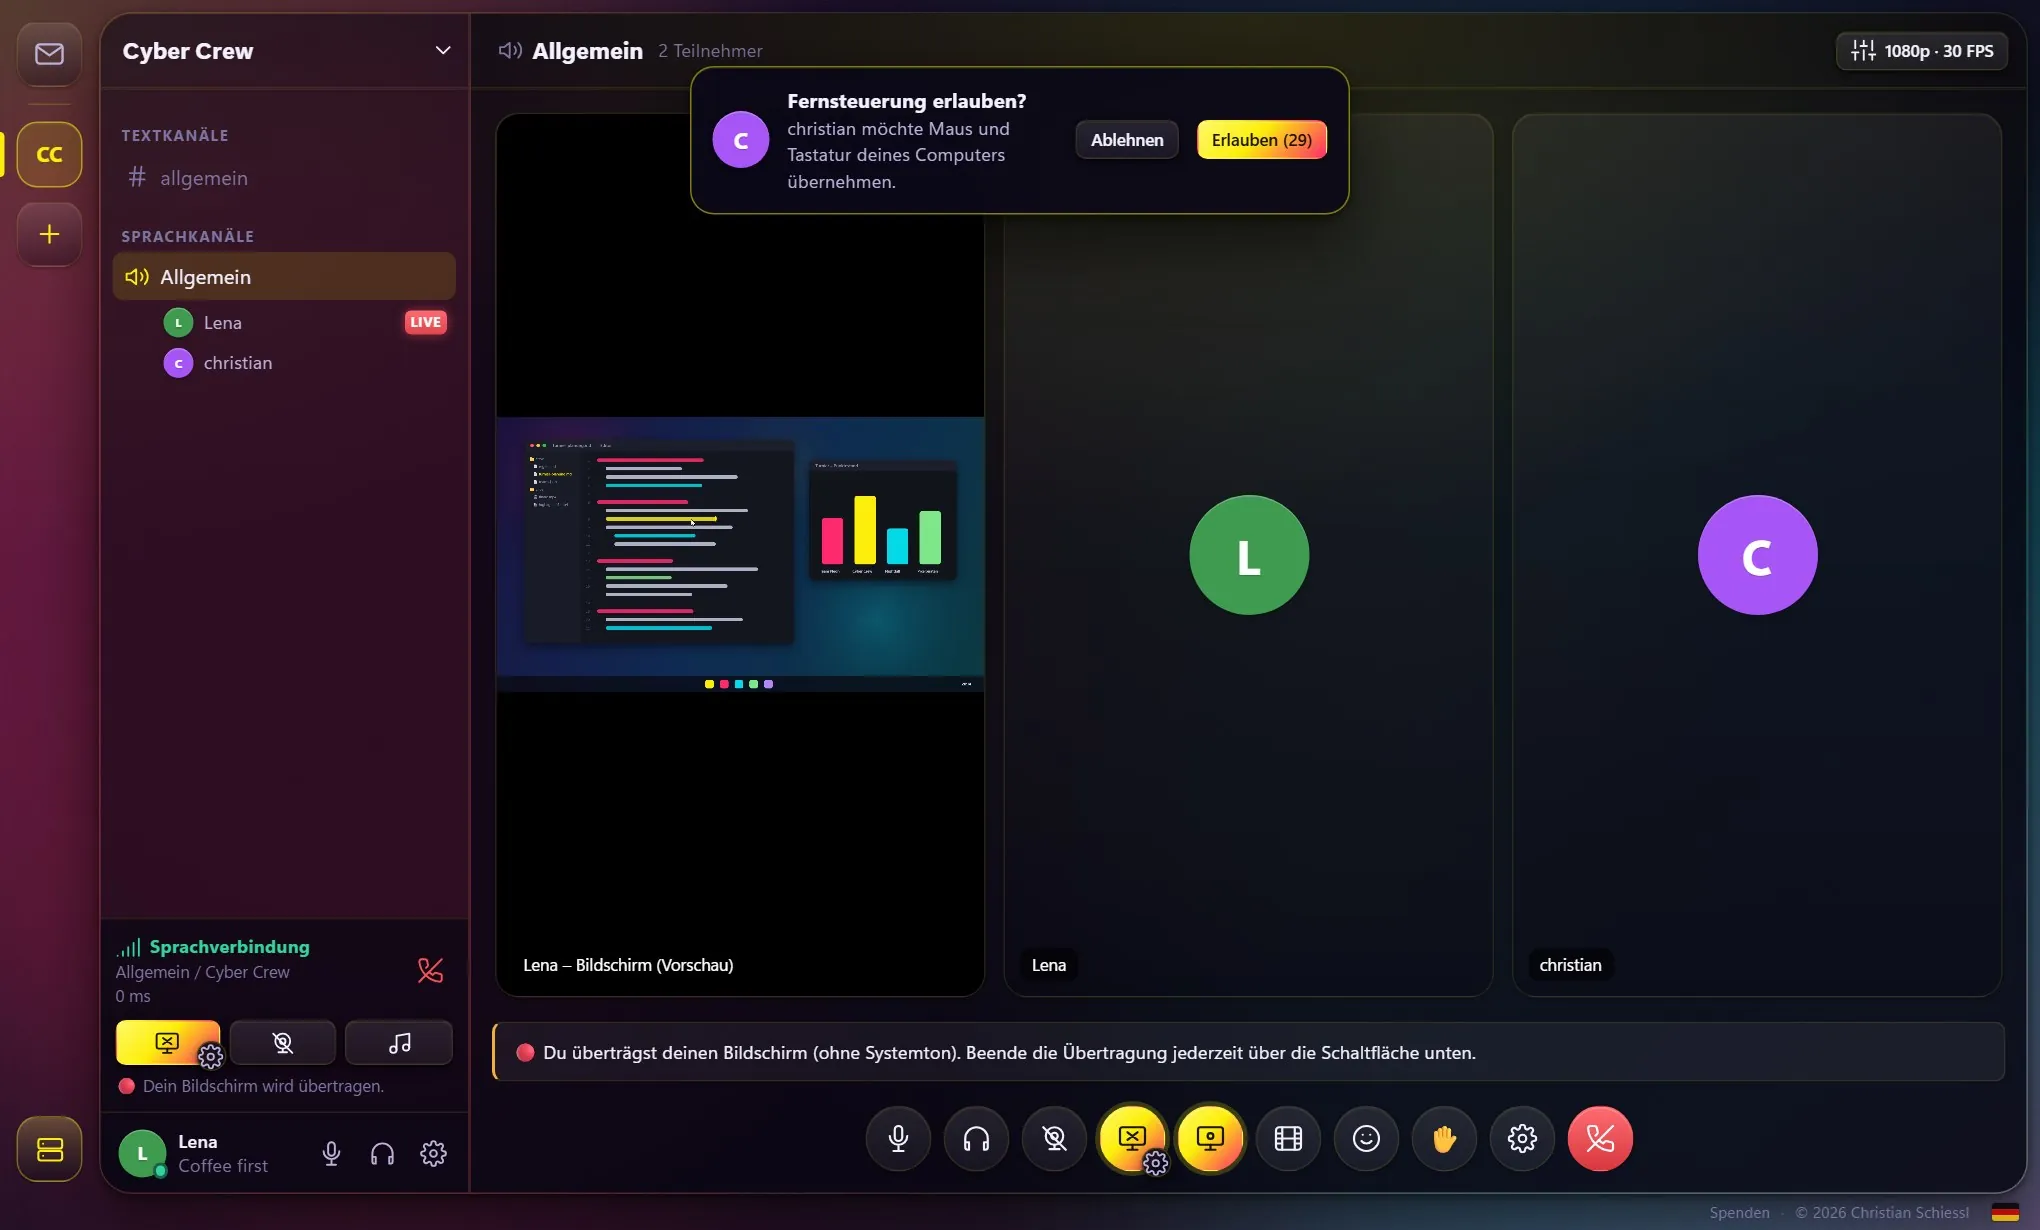 Cyber Crew
CC
TEXTKANÄLE
# allgemein
SPRACHKANÄLE
Allgemein
L Lena LIVE
C christian
Sprachverbindung
Allgemein / Cyber Crew
0 ms
Dein Bildschirm wird übertragen.
L Lena
Coffee first
Allgemein 2 Teilnehmer
1080p · 30 FPS
C
Fernsteuerung erlauben?
christian möchte Maus und
Tastatur deines Computers
übernehmen.
Ablehnen
Erlauben (29)
Lena – Bildschirm (Vorschau)
L
Lena
C
christian
Du überträgst deinen Bildschirm (ohne Systemton). Beende die Übertragung jederzeit über die Schaltfläche unten.
Spenden · © 2026 Christian Schiessl